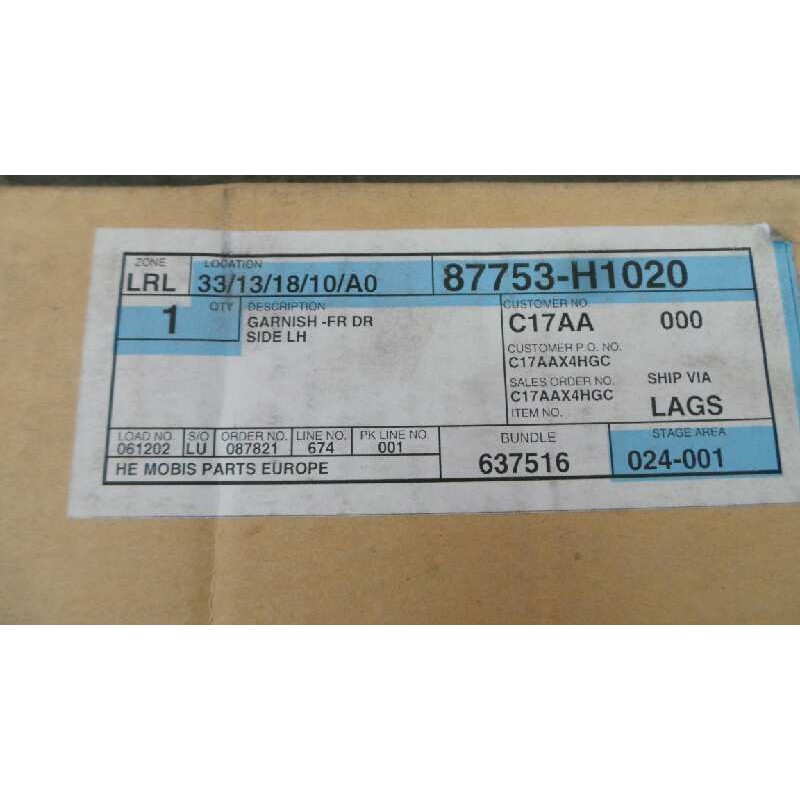 ZONE LOCATION
LRL 33/13/18/10/A0 87753-H1020
1 QTY DESCRIPTION CUSTOMER NO.
GARNISH -FR DR C17AA 000
SIDE LH
CUSTOMER P.O. NO.
C17AAX4HGC
SALES ORDER NO. SHIP VIA
C17AAX4HGC
ITEM NO. LAGS
LOAD NO. S/O ORDER NO. LINE NO. PK LINE NO. BUNDLE STAGE AREA
061202 LU 087821 674 001
HE MOBIS PARTS EUROPE 637516 024-001